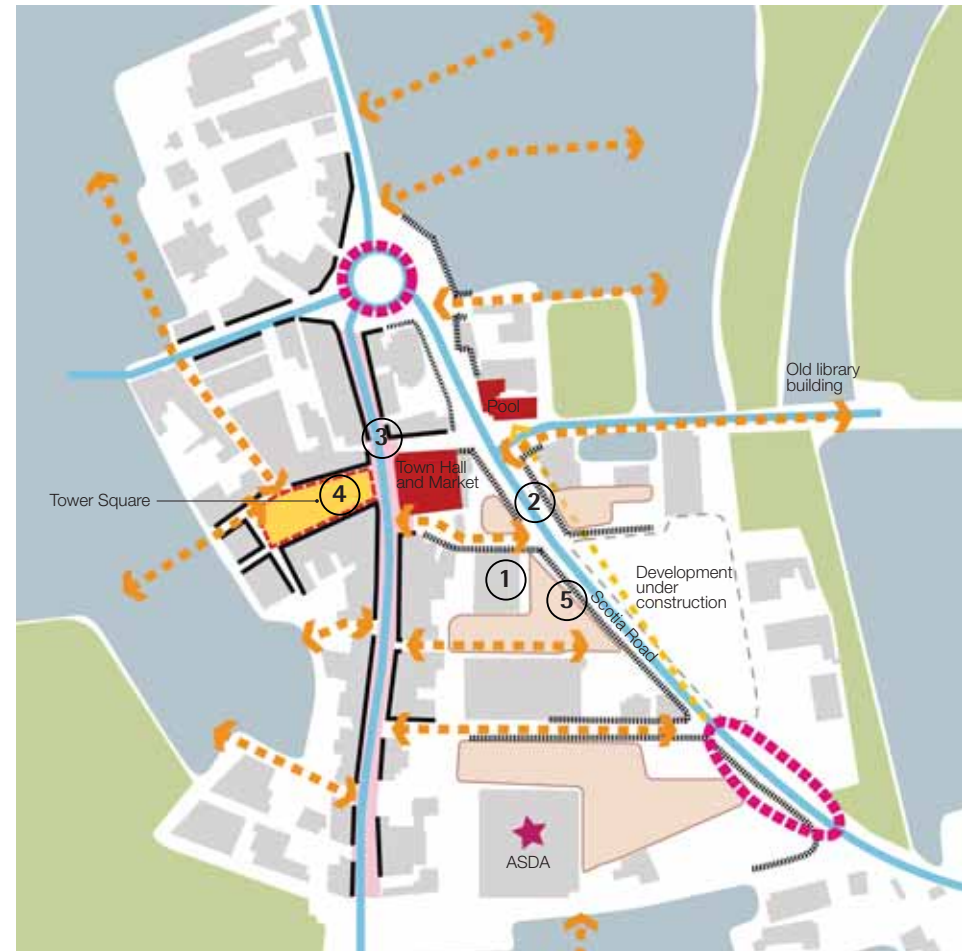 Old library
building
Pool
3
Town Hall
and Market
Tower Square
4
2
1
Development
under
construction
5
Scotia Road
ASDA